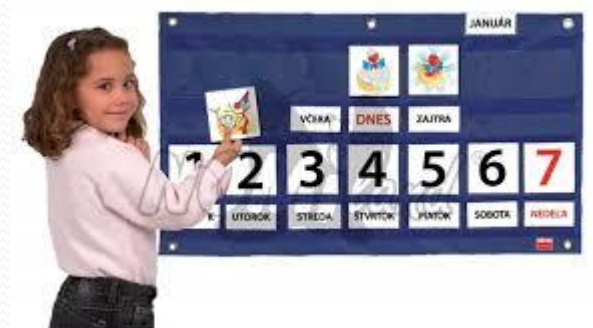 JANUÁR
VČERA DNES ZAJTRA
1 2 3 4 5 6 7
K UTOROK STREDA ŠTVRTOK PIATOK SOBOTA NEDEĽA